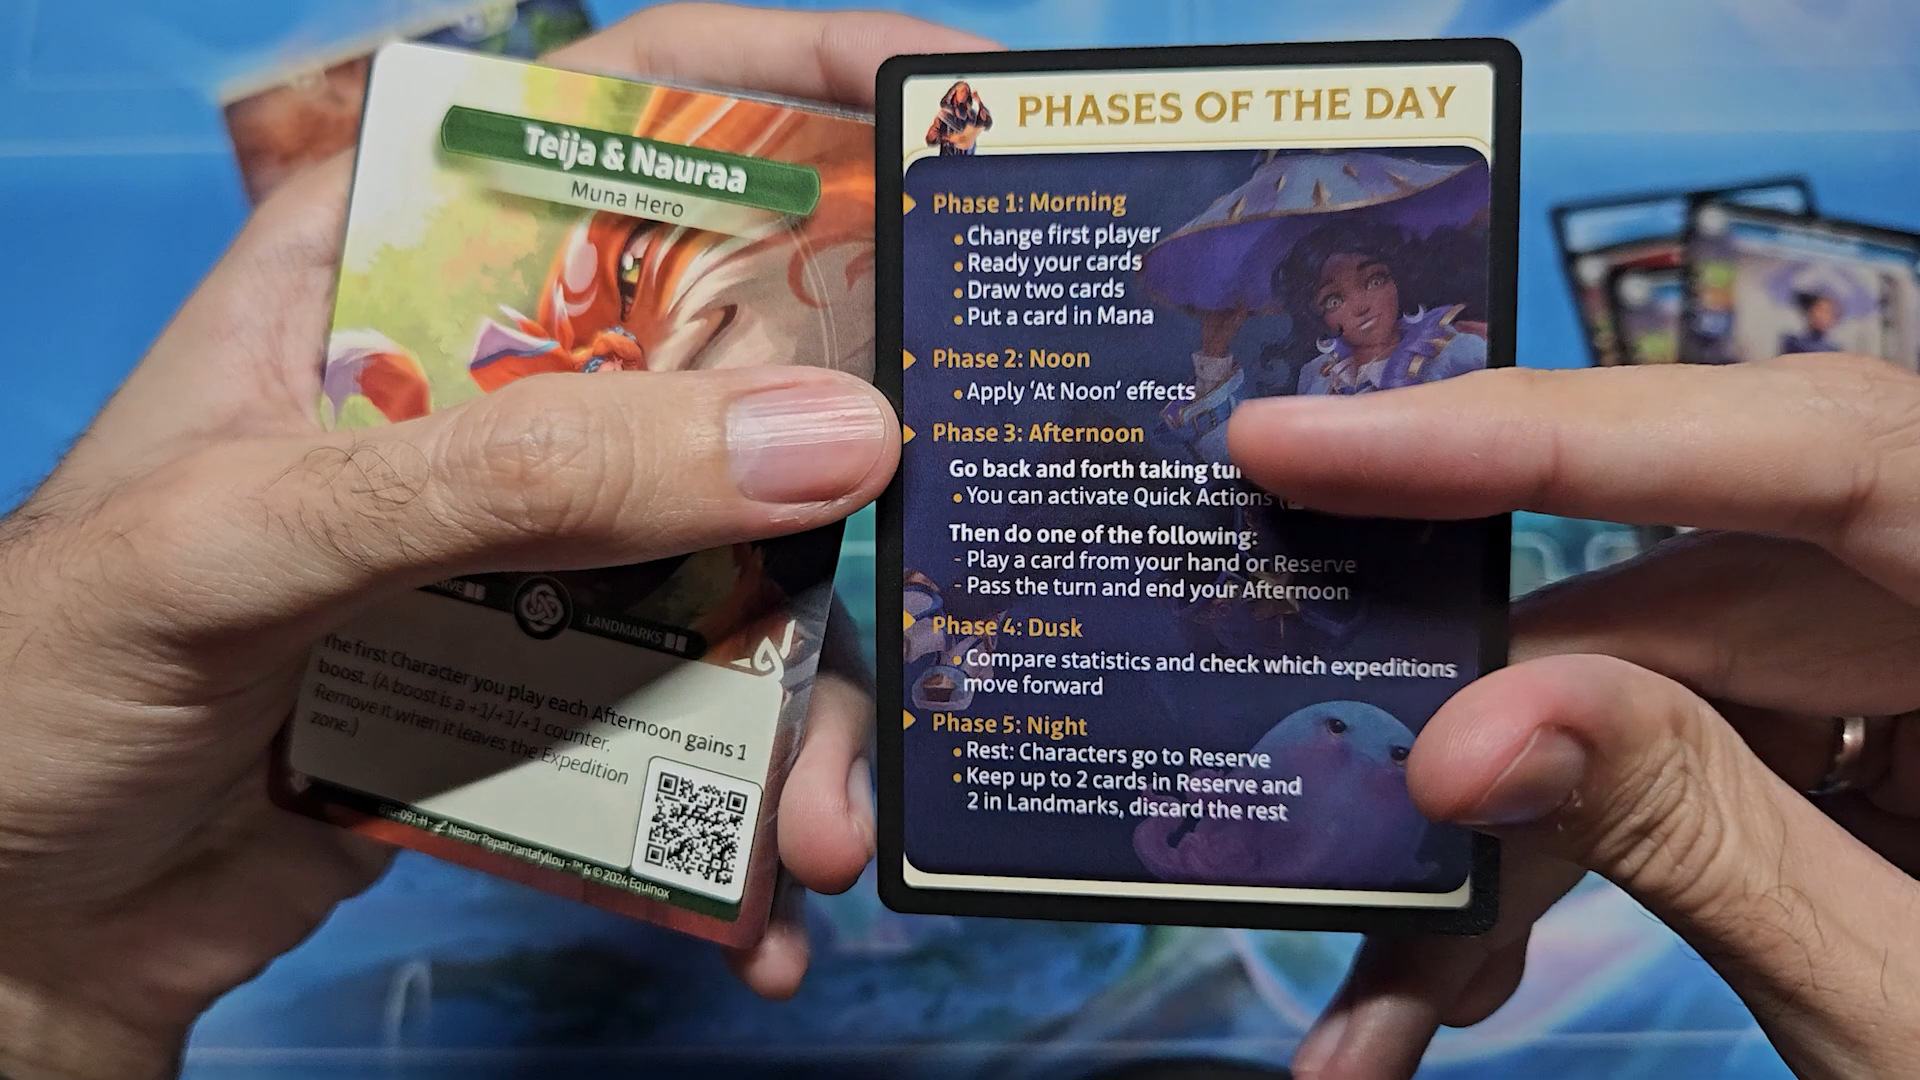 Teija & Nauraa
Muna Hero
LANDMARKS
The first Character you play each Afternoon gains 1
boost. (A boost is a +1/+1/+1 counter.
Remove it when it leaves the Expedition
zone.)
Nestor Papatriantafyllou - ™ & © 2024 Equinox
PHASES OF THE DAY
Phase 1: Morning
• Change first player
• Ready your cards
• Draw two cards
• Put a card in Mana
Phase 2: Noon
• Apply ‘At Noon’ effects
Phase 3: Afternoon
Go back and forth taking
• You can activate Quick Actions (
Then do one of the following:
- Play a card from your hand or Reserve
- Pass the turn and end your Afternoon
Phase 4: Dusk
• Compare statistics and check which expeditions
move forward
Phase 5: Night
• Rest: Characters go to Reserve
• Keep up to 2 cards in Reserve and
2 in Landmarks, discard the rest